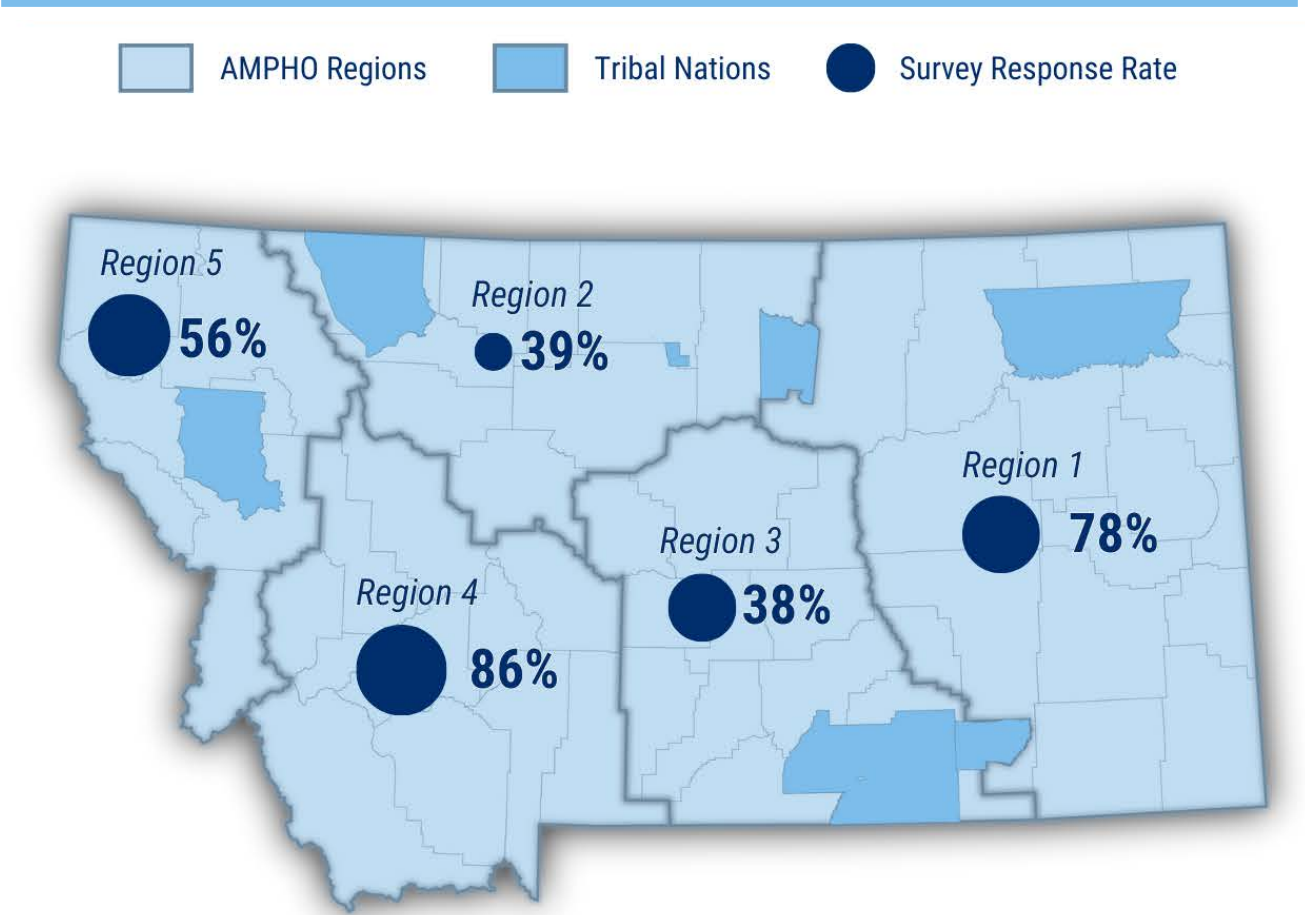 AMPHO Regions
Tribal Nations
Survey Response Rate
Region 5
56%
Region 2
39%
Region 1
78%
Region 3
38%
Region 4
86%